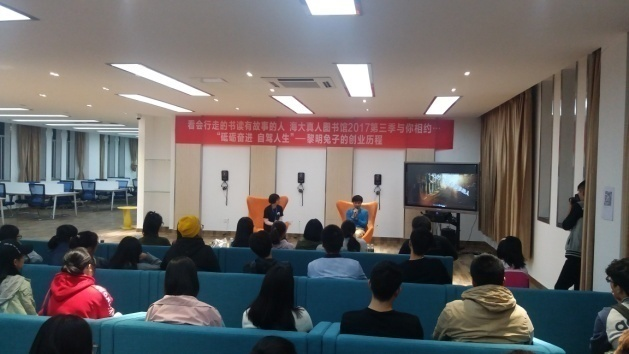 看会行走的书读有故事的人 海大真人图书馆2017第三季与你相约…
“砥砺奋进 自驾人生”—黎明兔子的创业历程